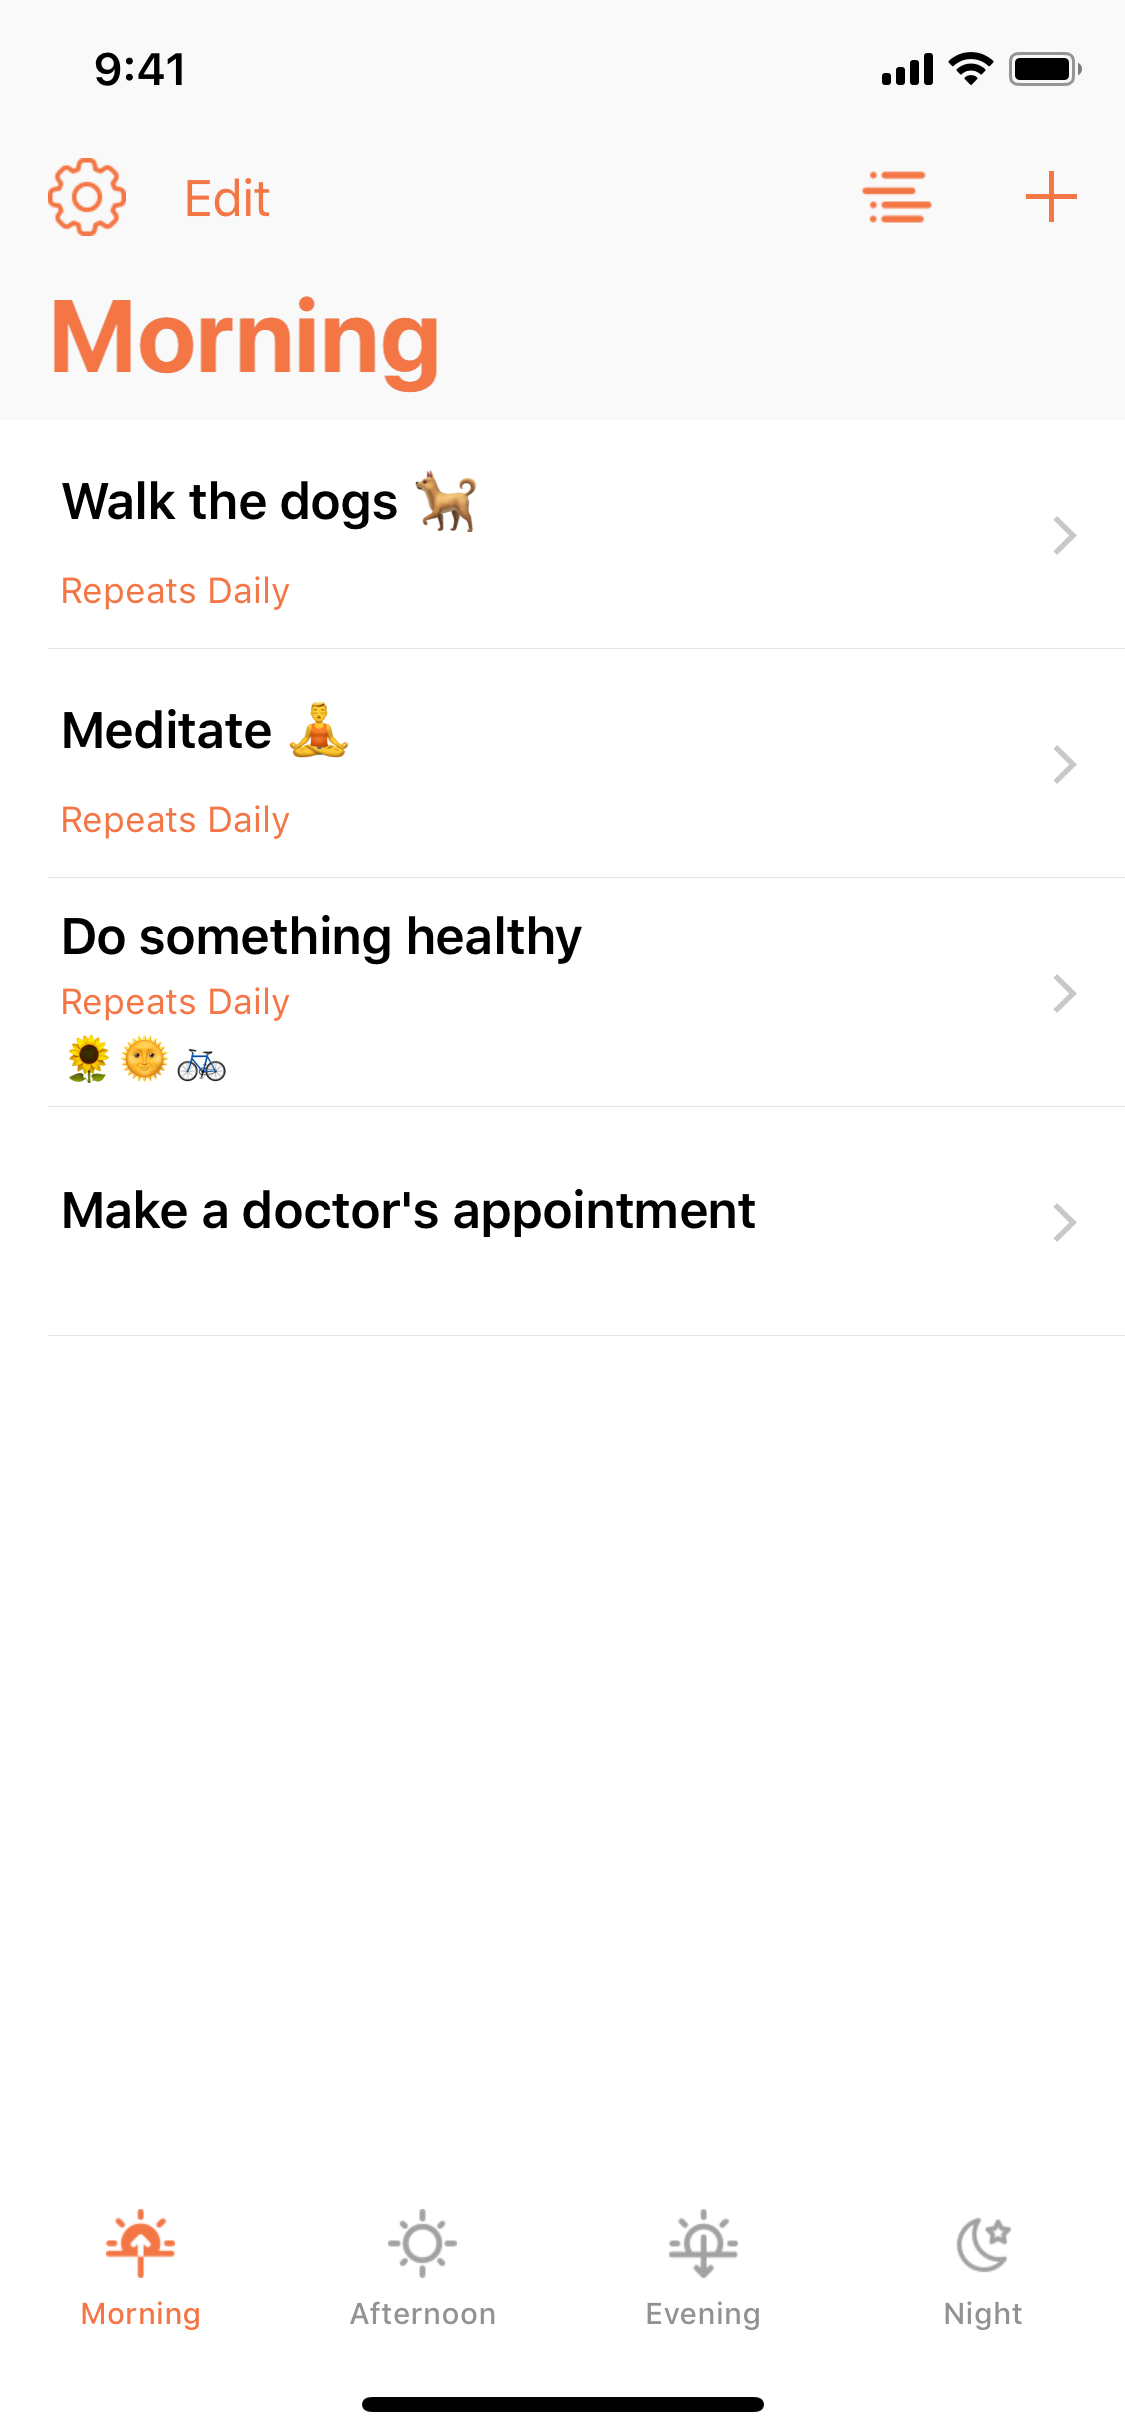 9:41
Edit
Morning
Walk the dogs 🐕
Repeats Daily
Meditate 🧘‍♂️
Repeats Daily
Do something healthy
Repeats Daily
🌻🌞🚲
Make a doctor's appointment
Morning Afternoon Evening Night